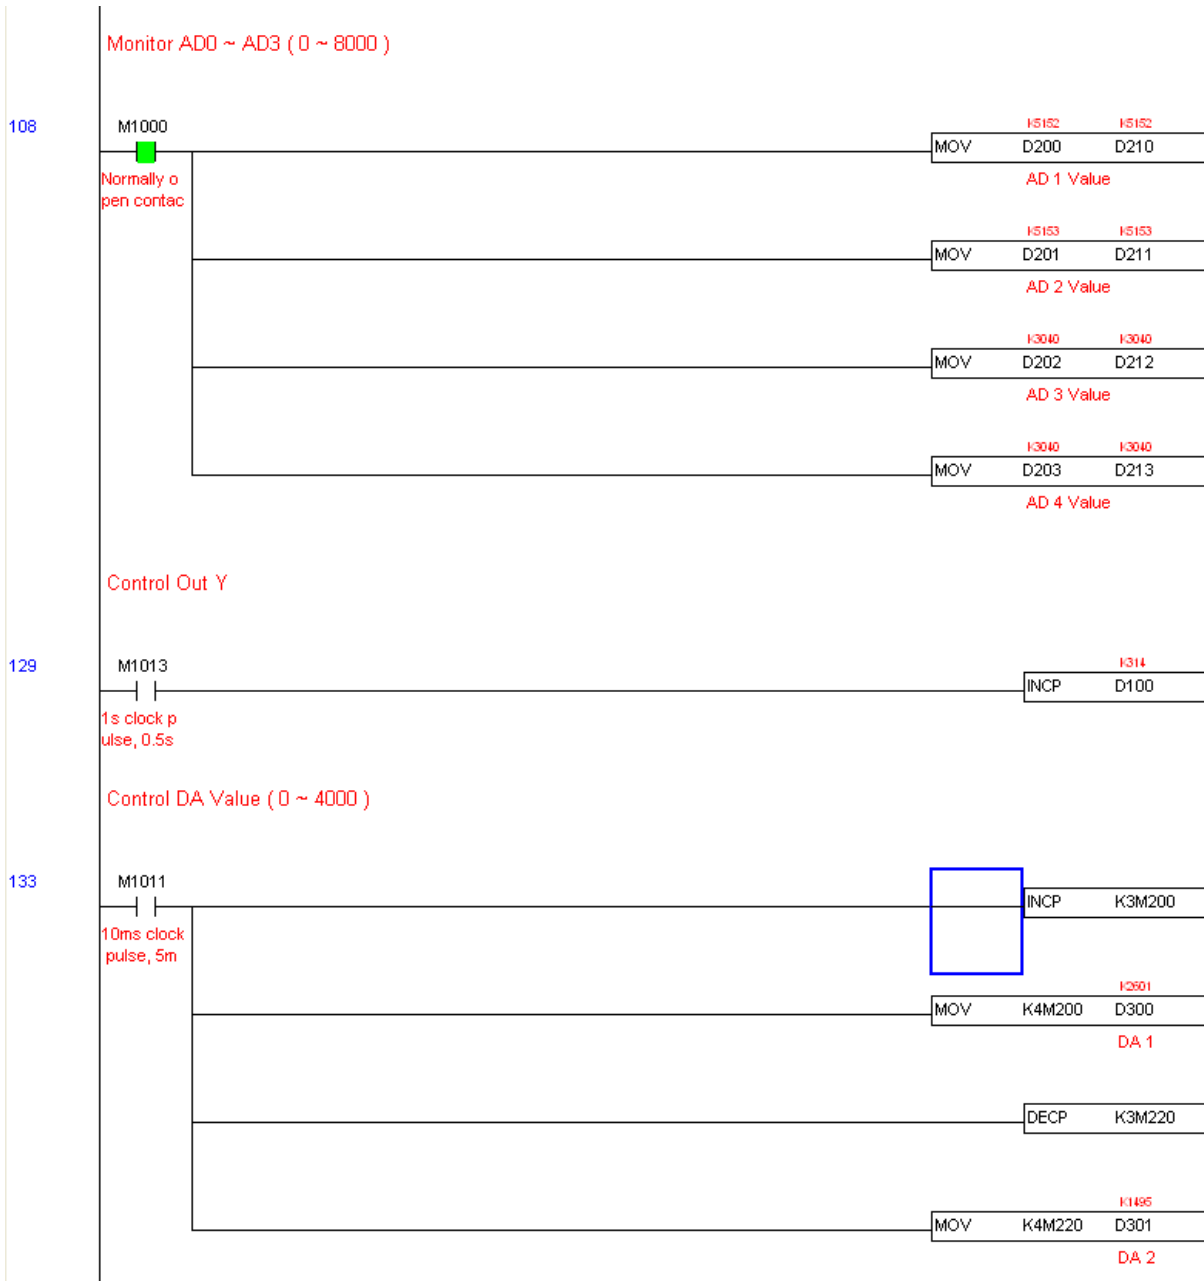 Monitor AD0 ~ AD3 ( 0 ~ 8000 )
108 M1000
K5152 K5152
MOV D200 D210
Normally o
pen contac
AD 1 Value
K5153 K5153
MOV D201 D211
AD 2 Value
K3040 K3040
MOV D202 D212
AD 3 Value
K3040 K3040
MOV D203 D213
AD 4 Value
Control Out Y
129 M1013
K314
INCP D100
1s clock p
ulse, 0.5s
Control DA Value ( 0 ~ 4000 )
133 M1011
INCP K3M200
10ms clock
pulse, 5m
K2601
MOV K4M200 D300
DA 1
DECP K3M220
K1495
MOV K4M220 D301
DA 2